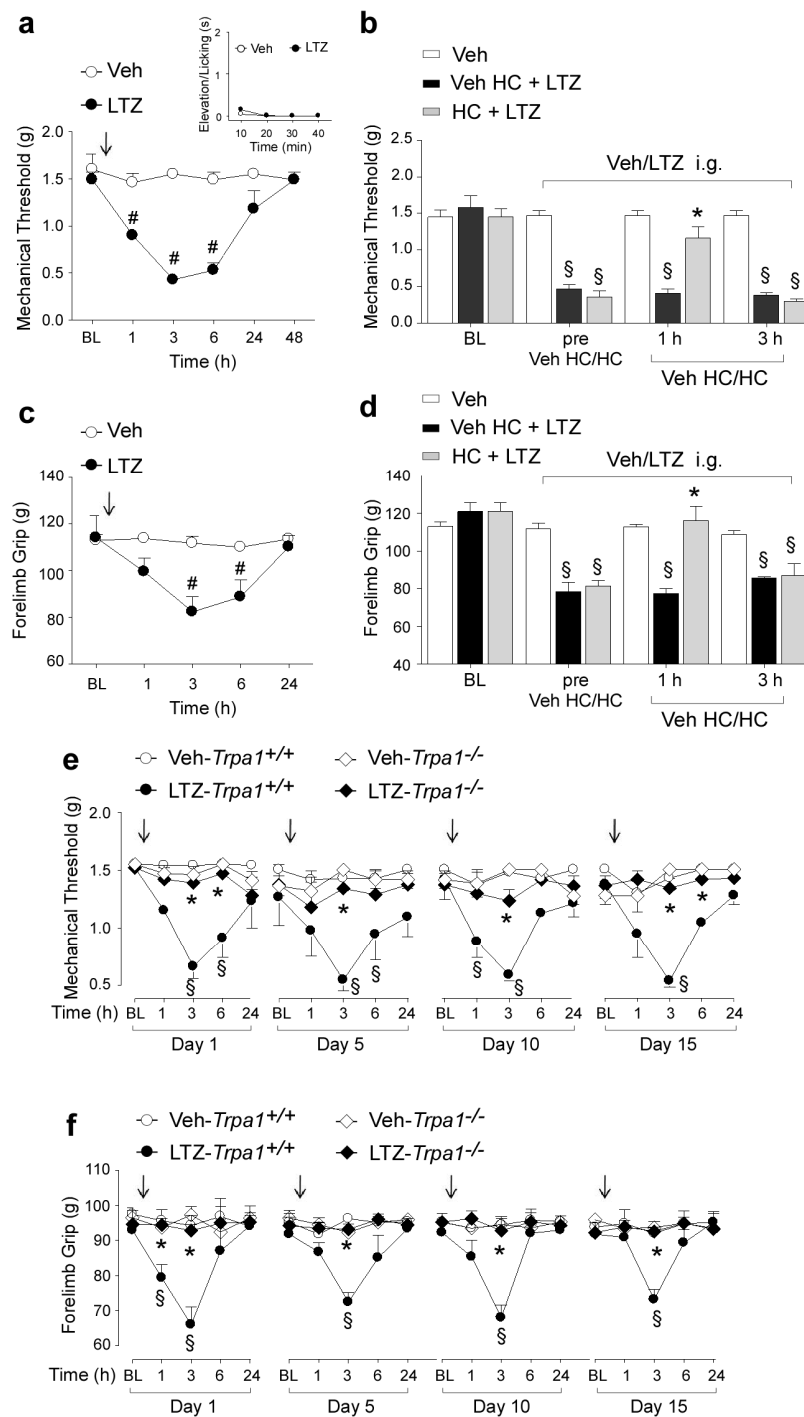 a
Veh
LTZ
Elevation/Licking (s)
2
1
0
Veh LTZ
10 20 30 40
Time (min)
Mechanical Threshold (g)
2.0
1.5
1.0
0.5
0.0
# # #
BL 1 3 6 24 48
Time (h)
b
Veh
Veh HC + LTZ
HC + LTZ
Veh/LTZ i.g.
Mechanical Threshold (g)
2.5
2.0
1.5
1.0
0.5
0.0
§ § § * § §
BL pre 1 h 3 h
Veh HC/HC
Veh HC/HC
c
Veh
LTZ
Forelimb Grip (g)
140
120
100
80
60
# #
BL 1 3 6 24
Time (h)
d
Veh
Veh HC + LTZ
HC + LTZ
Veh/LTZ i.g.
Forelimb Grip (g)
140
120
100
80
60
40
§ § § * § §
BL pre 1 h 3 h
Veh HC/HC
Veh HC/HC
e
Veh-Trpa1+/+ Veh-Trpa1-/-
LTZ-Trpa1+/+ LTZ-Trpa1-/-
Mechanical Threshold (g)
2.0
1.5
1.0
0.5
* * * * * *
§ § § § § § §
Time (h) BL 1 3 6 24 BL 1 3 6 24 BL 1 3 6 24 BL 1 3 6 24
Day 1 Day 5 Day 10 Day 15
f
Veh-Trpa1+/+ Veh-Trpa1-/-
LTZ-Trpa1+/+ LTZ-Trpa1-/-
Forelimb Grip (g)
110
100
90
80
70
60
* * * * *
§ § § § §
Time (h) BL 1 3 6 24 BL 1 3 6 24 BL 1 3 6 24 BL 1 3 6 24
Day 1 Day 5 Day 10 Day 15